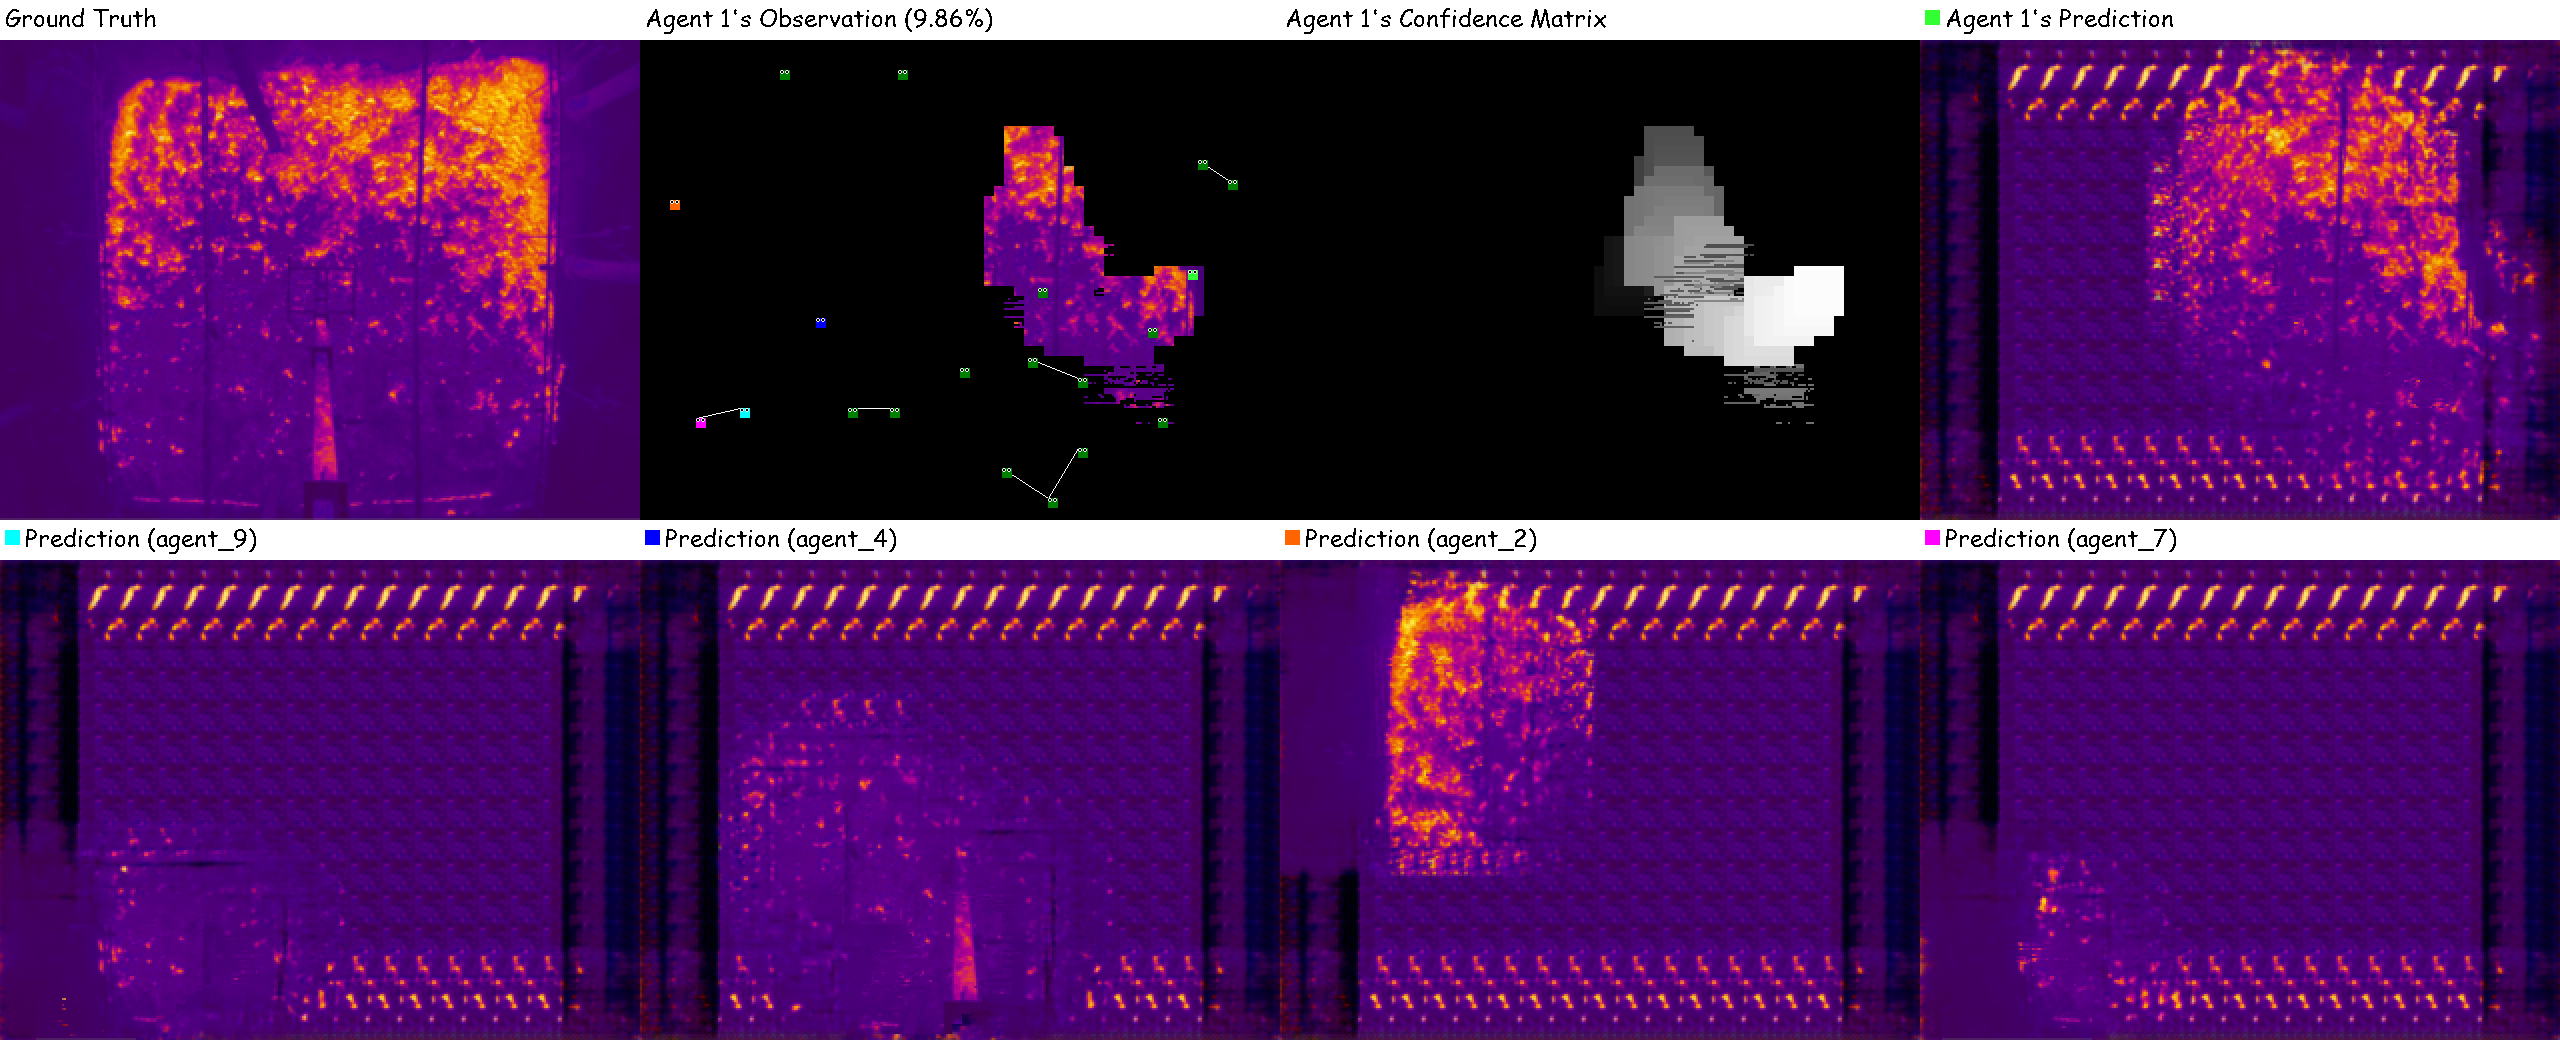 Ground Truth
Agent 1's Observation (9.86%)
Agent 1's Confidence Matrix
Agent 1's Prediction
Prediction (agent_9)
Prediction (agent_4)
Prediction (agent_2)
Prediction (agent_7)